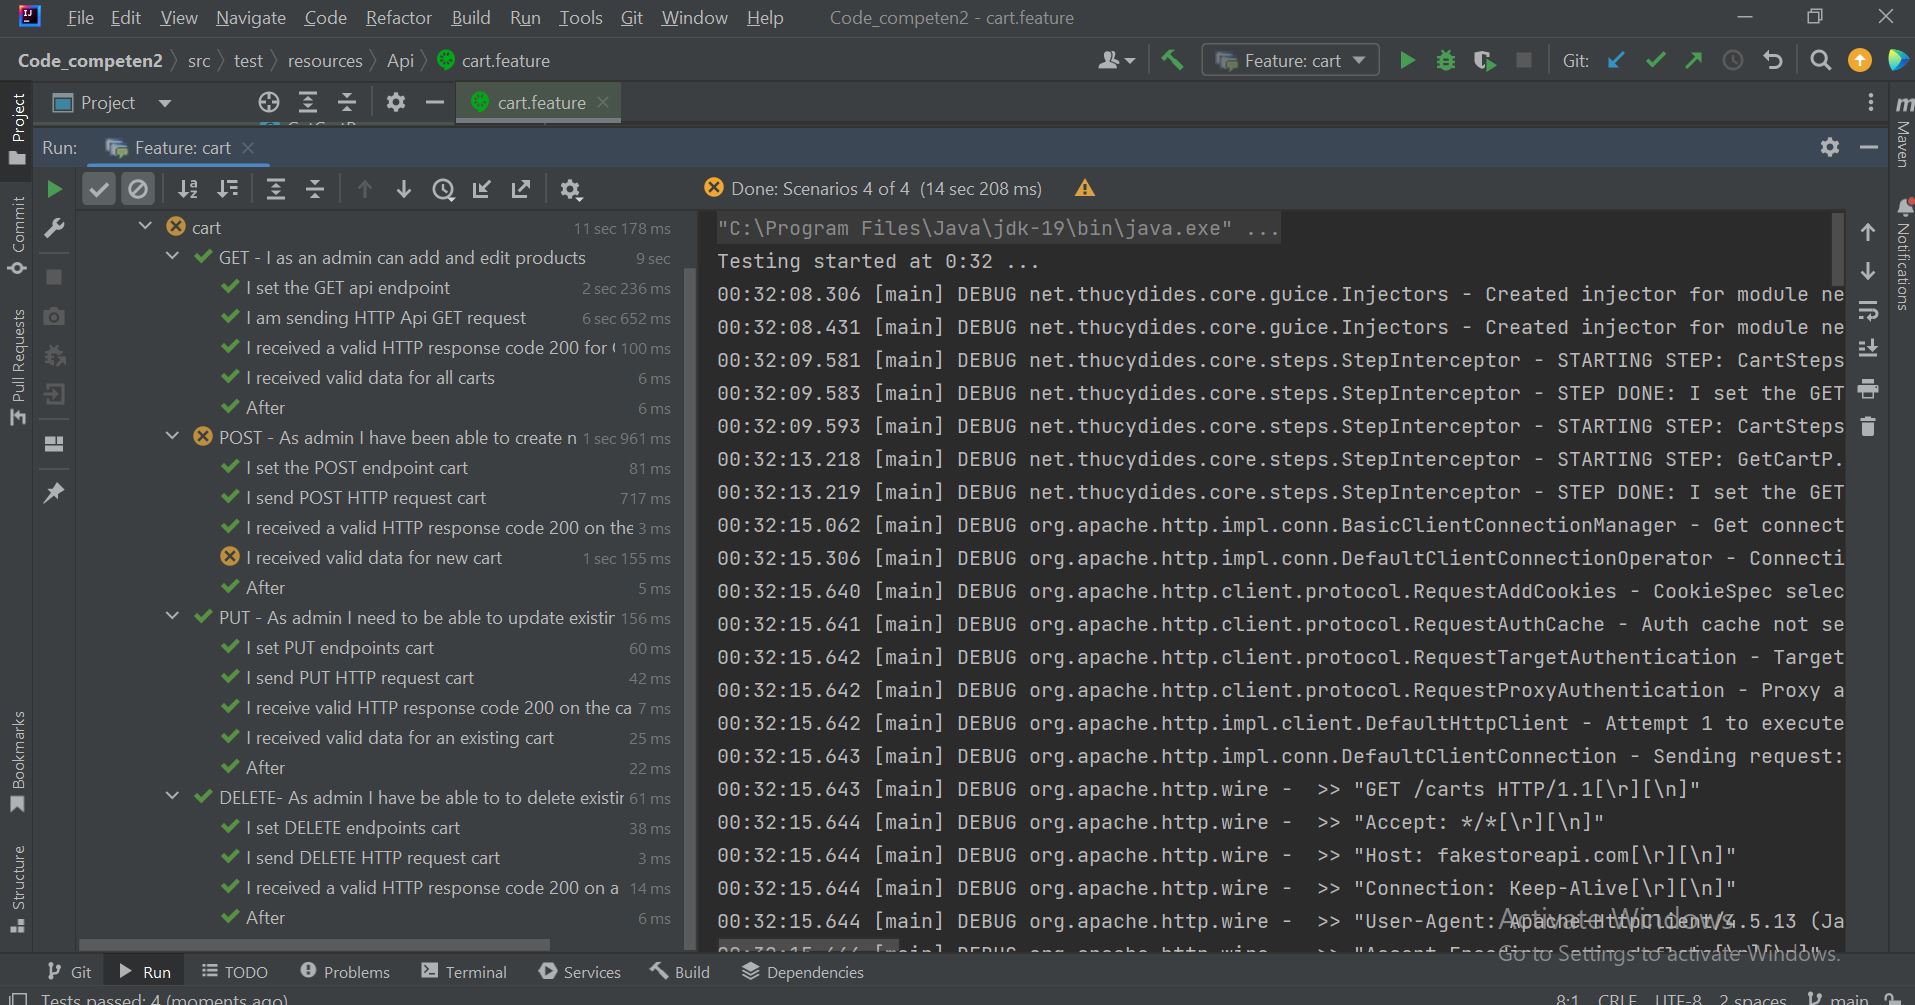 File Edit View Navigate Code Refactor Build Run Tools Git Window Help Code_competen2 - cart.feature
Code_competen2 src test resources Api cart.feature Feature: cart Git:
Project cart.feature
Run: Feature: cart
Done: Scenarios 4 of 4 (14 sec 208 ms)
Project
Commit
Pull Requests
Bookmarks
Structure
cart 11 sec 178 ms
GET - I as an admin can add and edit products 9 sec
I set the GET api endpoint 2 sec 236 ms
I am sending HTTP Api GET request 6 sec 652 ms
I received a valid HTTP response code 200 for 100 ms
I received valid data for all carts 6 ms
After 6 ms
POST - As admin I have been able to create n 1 sec 961 ms
I set the POST endpoint cart 81 ms
I send POST HTTP request cart 717 ms
I received a valid HTTP response code 200 on the 3 ms
I received valid data for new cart 1 sec 155 ms
After 5 ms
PUT - As admin I need to be able to update existir 156 ms
I set PUT endpoints cart 60 ms
I send PUT HTTP request cart 42 ms
I receive valid HTTP response code 200 on the ca 7 ms
I received valid data for an existing cart 25 ms
After 22 ms
DELETE- As admin I have be able to to delete existir 61 ms
I set DELETE endpoints cart 38 ms
I send DELETE HTTP request cart 3 ms
I received a valid HTTP response code 200 on a 14 ms
After 6 ms
"C:\Program Files\Java\jdk-19\bin\java.exe" ...
Testing started at 0:32 ...
00:32:08.306 [main] DEBUG net.thucydides.core.guice.Injectors - Created injector for module ne
00:32:08.431 [main] DEBUG net.thucydides.core.guice.Injectors - Created injector for module ne
00:32:09.581 [main] DEBUG net.thucydides.core.steps.StepInterceptor - STARTING STEP: CartSteps
00:32:09.583 [main] DEBUG net.thucydides.core.steps.StepInterceptor - STEP DONE: I set the GET
00:32:09.593 [main] DEBUG net.thucydides.core.steps.StepInterceptor - STARTING STEP: CartSteps
00:32:13.218 [main] DEBUG net.thucydides.core.steps.StepInterceptor - STARTING STEP: GetCartP.
00:32:13.219 [main] DEBUG net.thucydides.core.steps.StepInterceptor - STEP DONE: I set the GET
00:32:15.062 [main] DEBUG org.apache.http.impl.conn.BasicClientConnectionManager - Get connect
00:32:15.306 [main] DEBUG org.apache.http.impl.conn.DefaultClientConnectionOperator - Connecti
00:32:15.640 [main] DEBUG org.apache.http.client.protocol.RequestAddCookies - CookieSpec selec
00:32:15.641 [main] DEBUG org.apache.http.client.protocol.RequestAuthCache - Auth cache not se
00:32:15.642 [main] DEBUG org.apache.http.client.protocol.RequestTargetAuthentication - Target
00:32:15.642 [main] DEBUG org.apache.http.client.protocol.RequestProxyAuthentication - Proxy a
00:32:15.642 [main] DEBUG org.apache.http.impl.client.DefaultHttpClient - Attempt 1 to execute
00:32:15.643 [main] DEBUG org.apache.http.impl.conn.DefaultClientConnection - Sending request:
00:32:15.643 [main] DEBUG org.apache.http.wire - >> "GET /carts HTTP/1.1[\r][\n]"
00:32:15.644 [main] DEBUG org.apache.http.wire - >> "Accept: */*[\r][\n]"
00:32:15.644 [main] DEBUG org.apache.http.wire - >> "Host: fakestoreapi.com[\r][\n]"
00:32:15.644 [main] DEBUG org.apache.http.wire - >> "Connection: Keep-Alive[\r][\n]"
00:32:15.644 [main] DEBUG org.apache.http.wire - >> "User-Agent: Apache-HttpClient/4.5.13 (Ja
Activate Windows
Go to Settings to activate Windows.
Maven
Notifications
Git Run TODO Problems Terminal Services Build Dependencies
Tests passed: 4 (moments ago) 8:1 CRLF UTF-8 2 spaces main